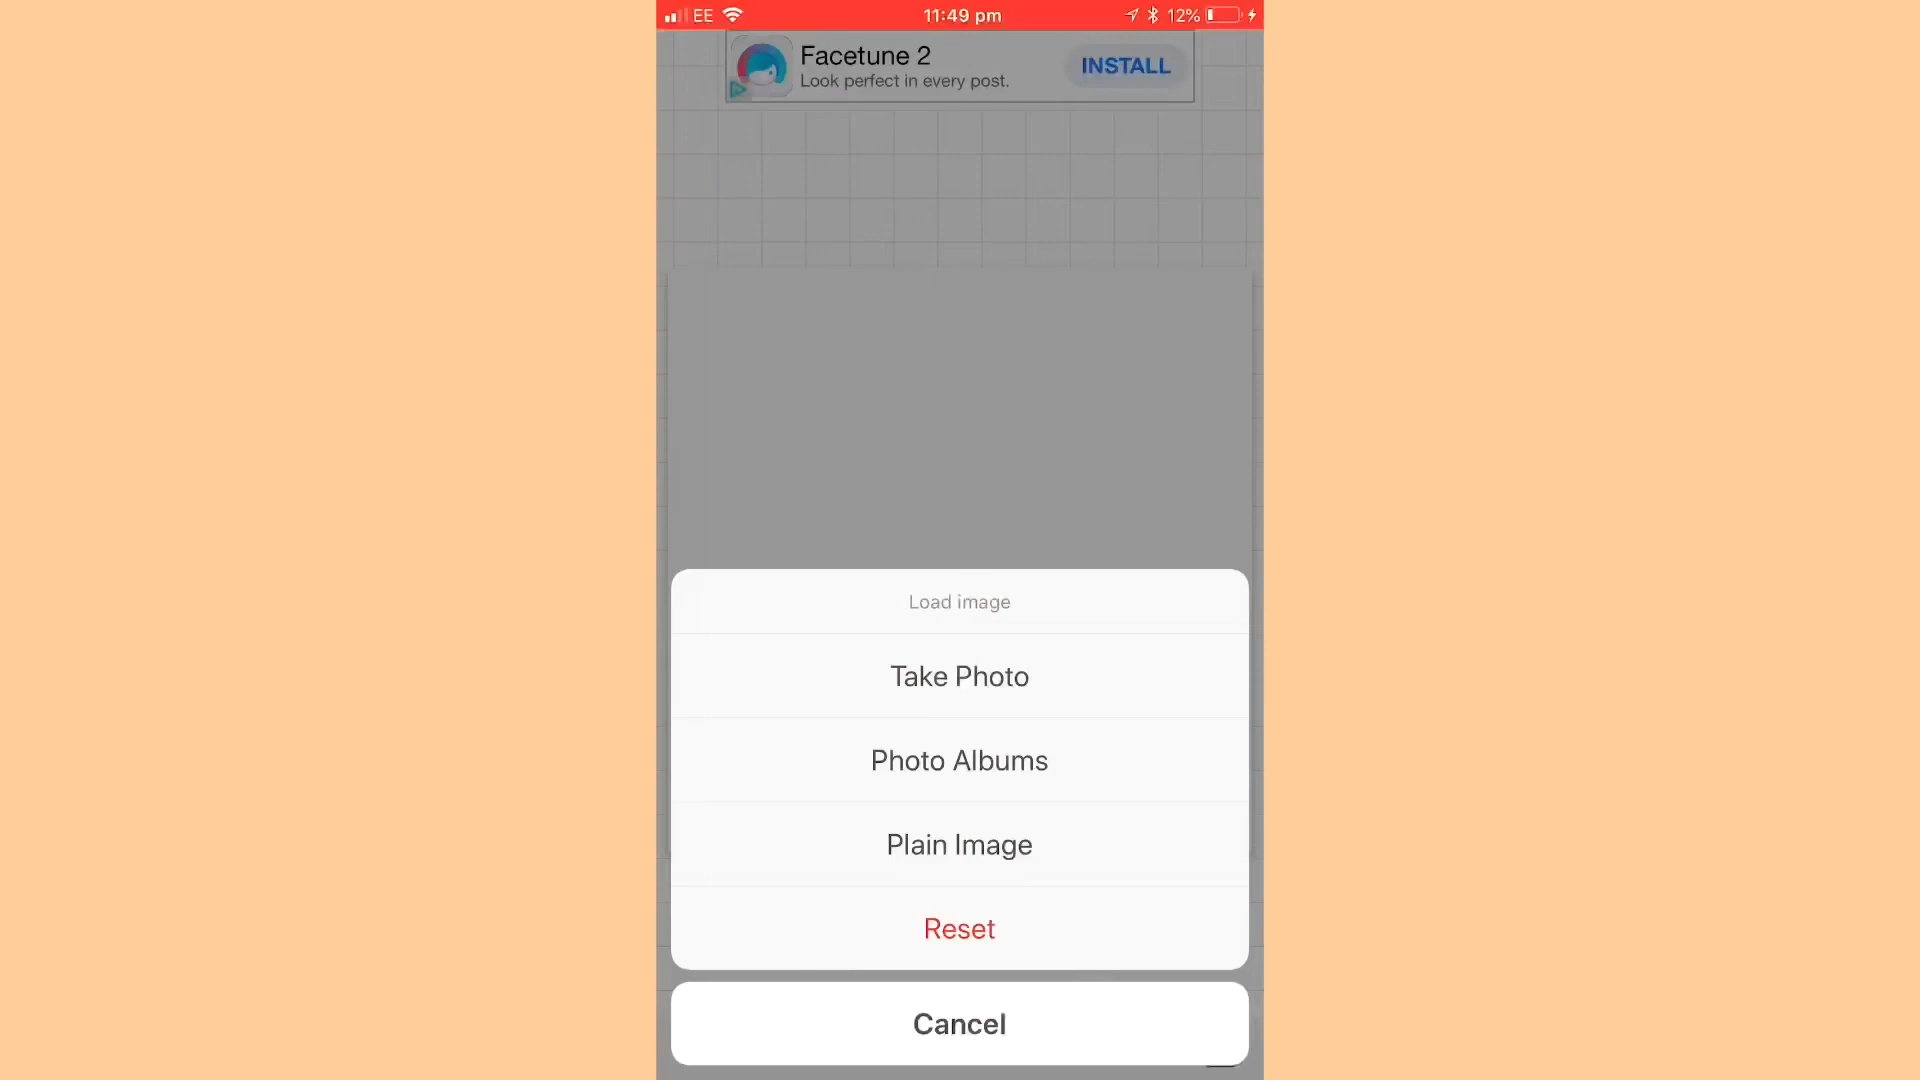 EE 11:49 pm 12%
Facetune 2
Look perfect in every post.
INSTALL
Load image
Take Photo
Photo Albums
Plain Image
Reset
Cancel